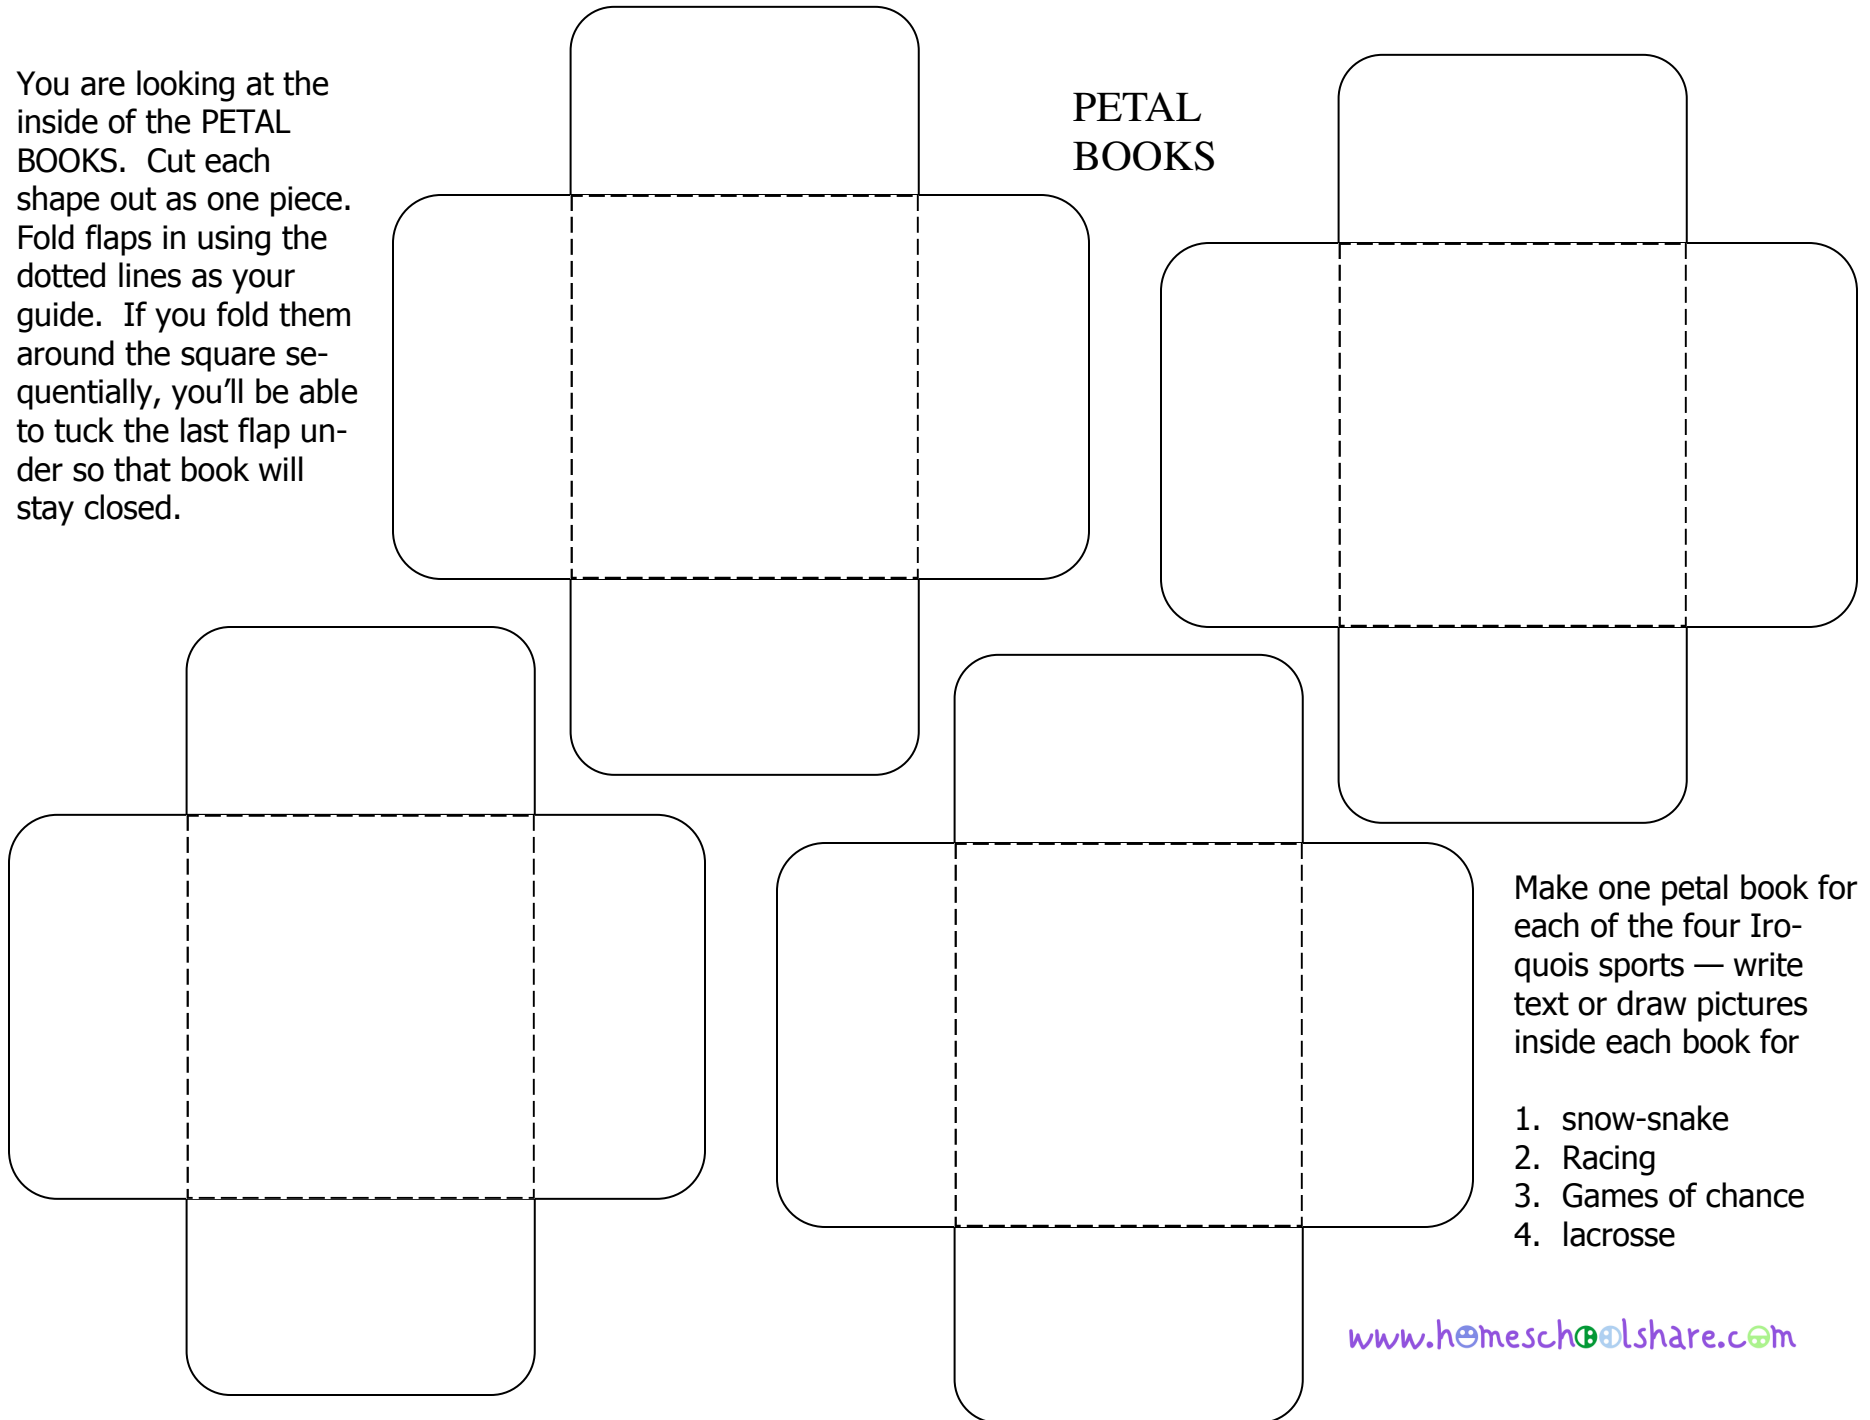 You are looking at the
inside of the PETAL
BOOKS.  Cut each
shape out as one piece.
Fold flaps in using the
dotted lines as your
guide.  If you fold them
around the square se-
quentially, you’ll be able
to tuck the last flap un-
der so that book will
stay closed.
PETAL
BOOKS
Make one petal book for
each of the four Iro-
quois sports — write
text or draw pictures
inside each book for
1.  snow-snake
2.  Racing
3.  Games of chance
4.  lacrosse
www.homeschoolshare.com